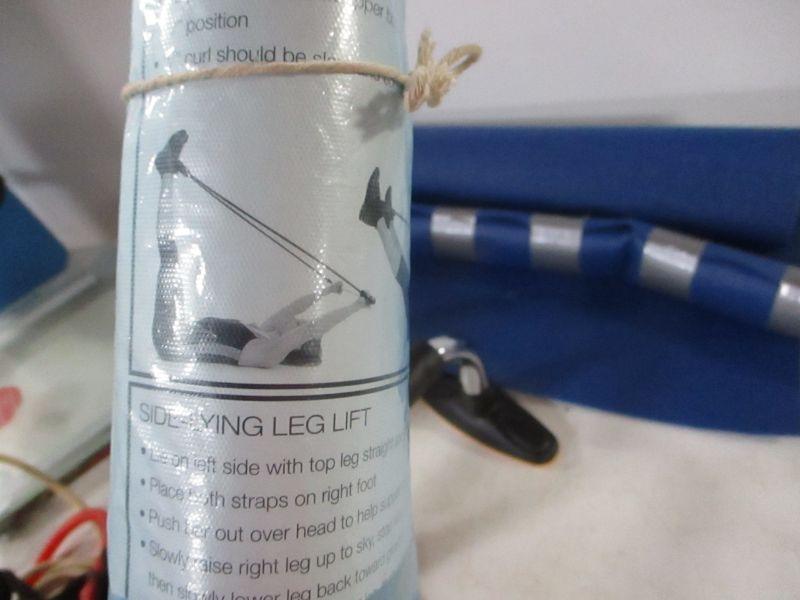 position
curl should be
SIDE-LYING LEG LIFT
• Lie on left side with top leg straight
• Place both straps on right foot
• Push bar out over head to help
• Slowly raise right leg up to sky,
then slowly lower leg back toward